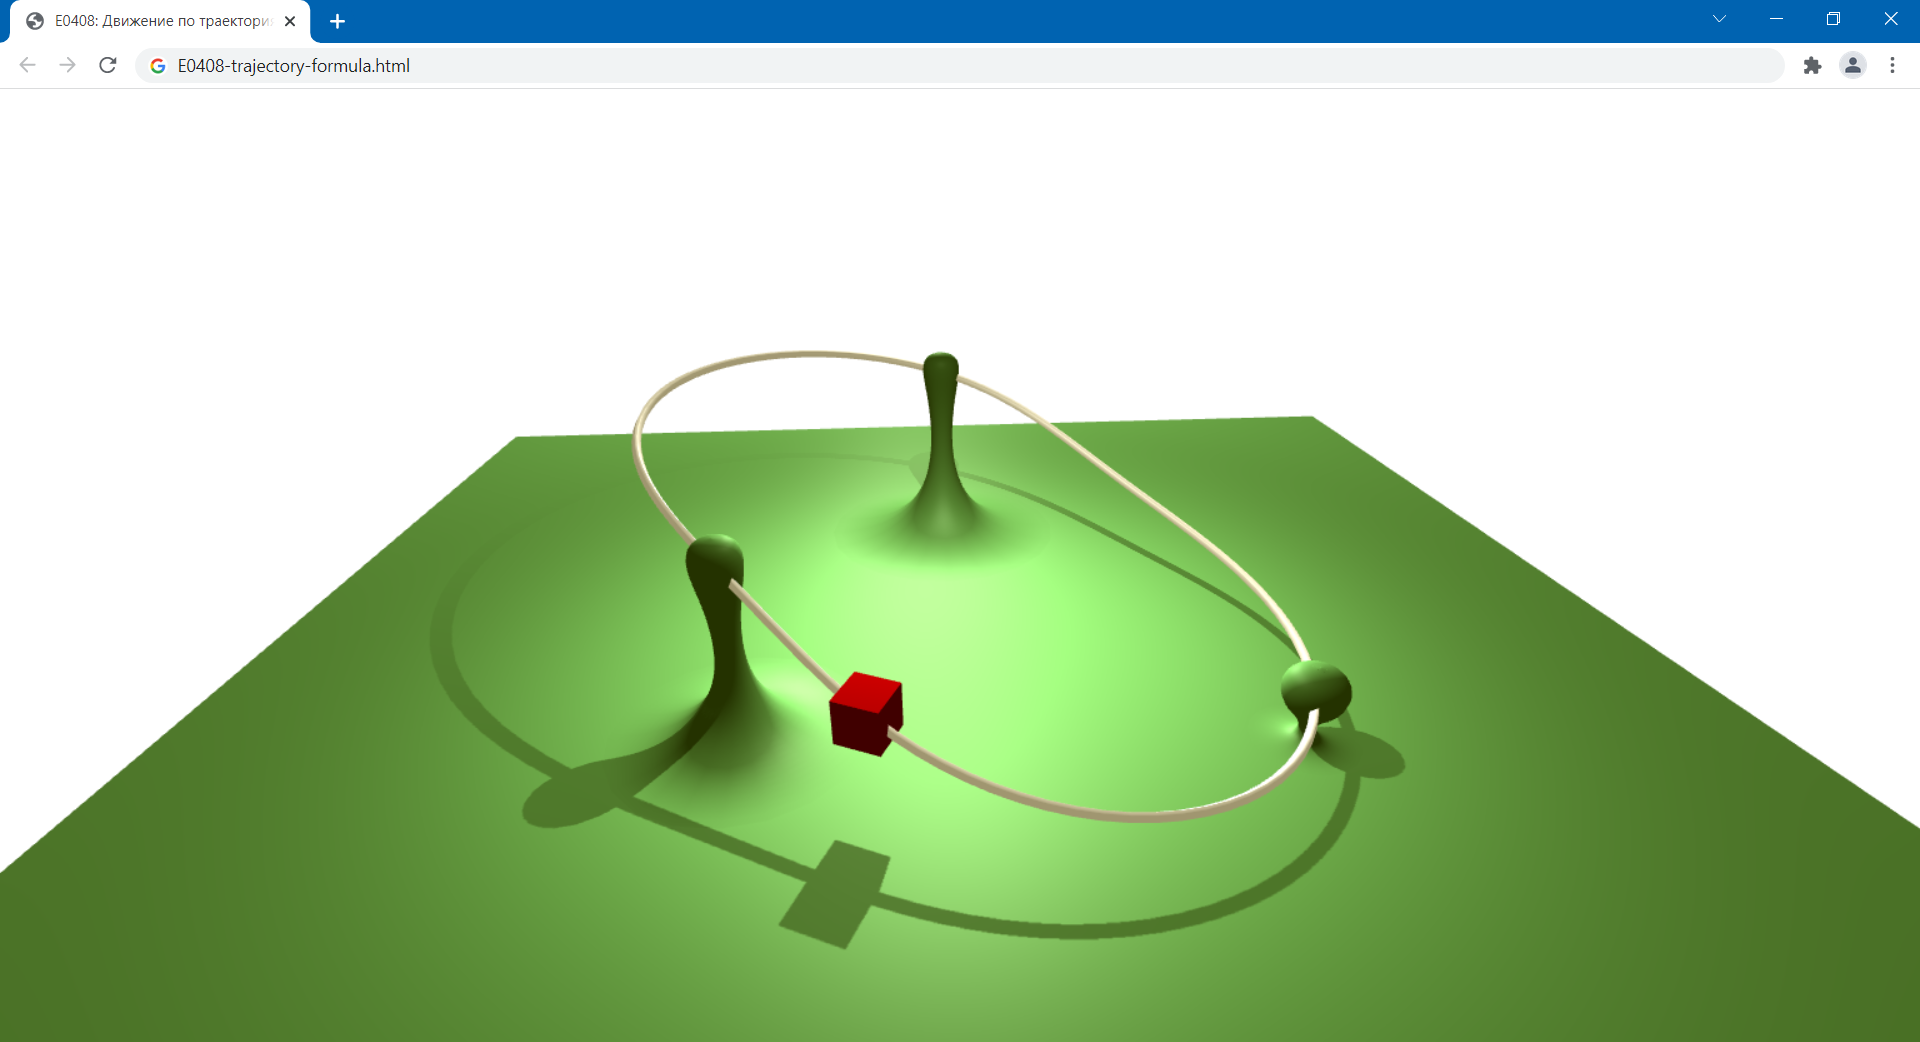 E0408: Движение по траектори
E0408-trajectory-formula.html